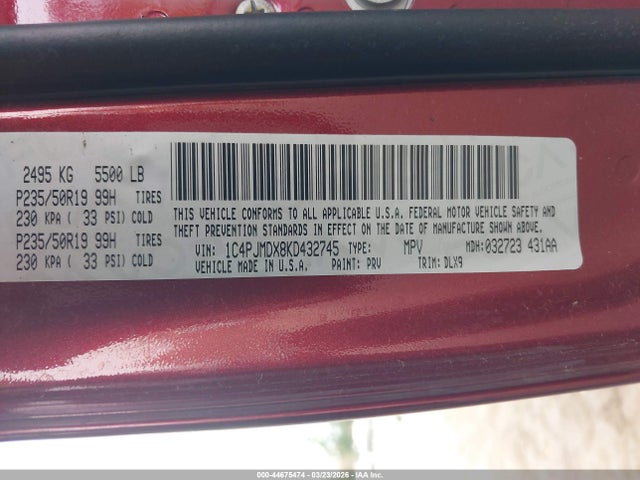 2495 KG 5500 LB
P235/50R19 99H TIRES
230 KPA ( 33 PSI) COLD
P235/50R19 99H TIRES
230 KPA ( 33 PSI) COLD
THIS VEHICLE CONFORMS TO ALL APPLICABLE U.S.A. FEDERAL MOTOR VEHICLE SAFETY AND
THEFT PREVENTION STANDARDS IN EFFECT ON THE DATE OF MANUFACTURE SHOWN ABOVE.
VIN: 1C4PJMDX8KD432745 TYPE: MPV MDH: 032723 431AA
VEHICLE MADE IN U.S.A. PAINT: PRV TRIM: DLX9
000-44675474 | 03/23/2026 | IAA, Inc.